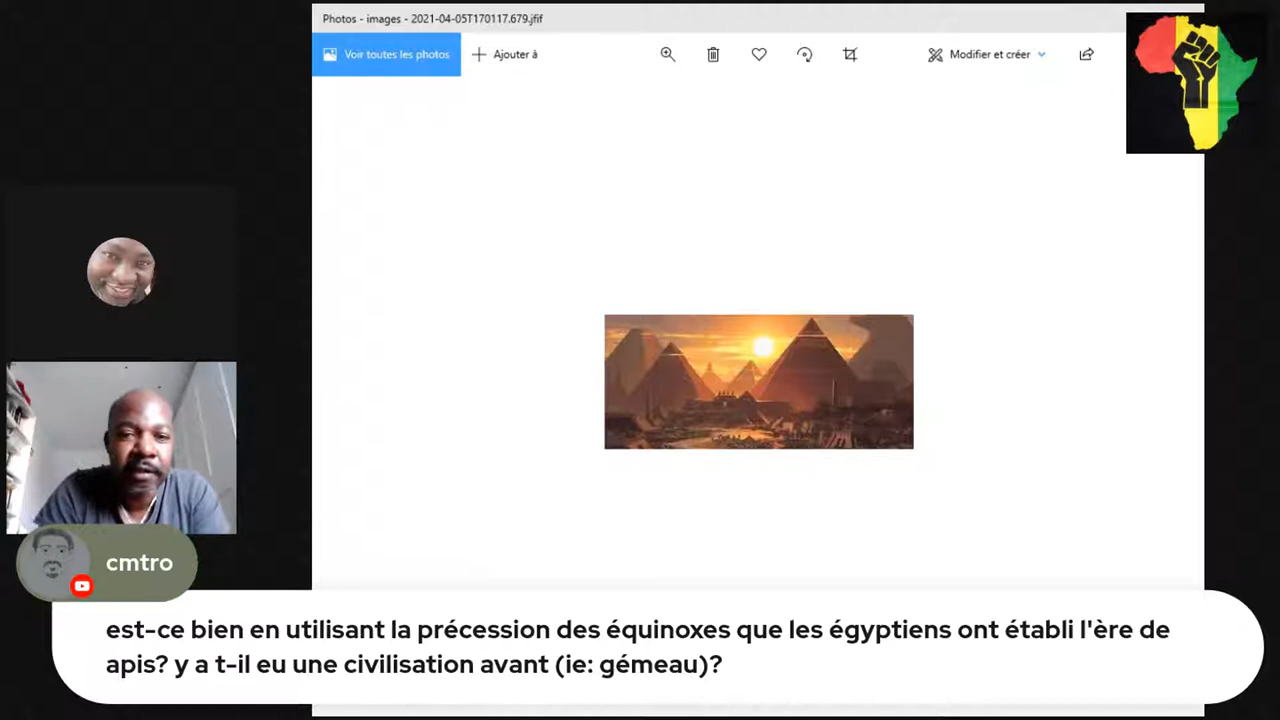 Photos - images - 2021-04-05T170117.679.jfif
Voir toutes les photos
Ajouter à
Modifier et créer
cmtro
est-ce bien en utilisant la précession des équinoxes que les égyptiens ont établi l'ère de
apis? y a t-il eu une civilisation avant (ie: gémeau)?